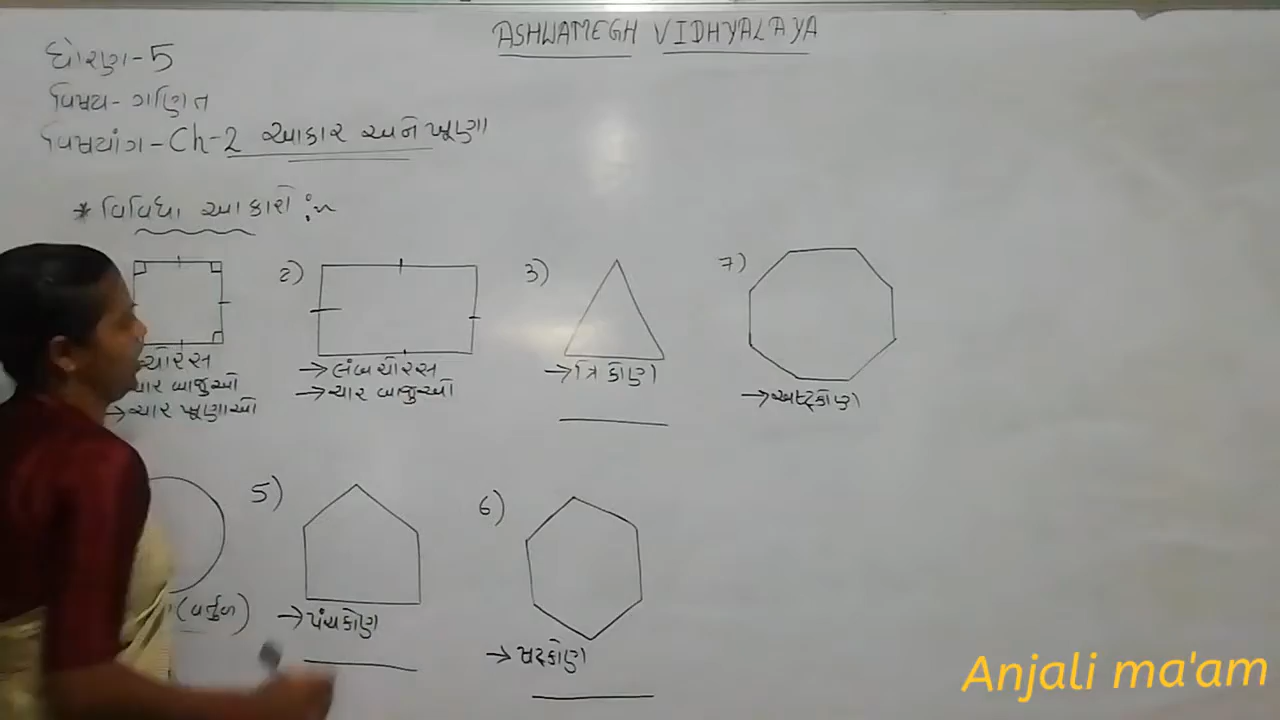 ASHWAMEGH VIDHYALAYA
ધોરણ-5
વિષય- ગણિત
વિષયાંગ-Ch-2 આકાર અને ખૂણા
* વિવિધ આકારો :~
2)
3)
7)
ચોરસ
ચાર બાજુઓ
→ચાર ખૂણાઓ
→લંબચોરસ
→ચાર બાજુઓ
→ત્રિકોણ
→અષ્ટકોણ
5)
6)
(વર્તુળ)
→પંચકોણ
→ષટ્કોણ
Anjali ma'am